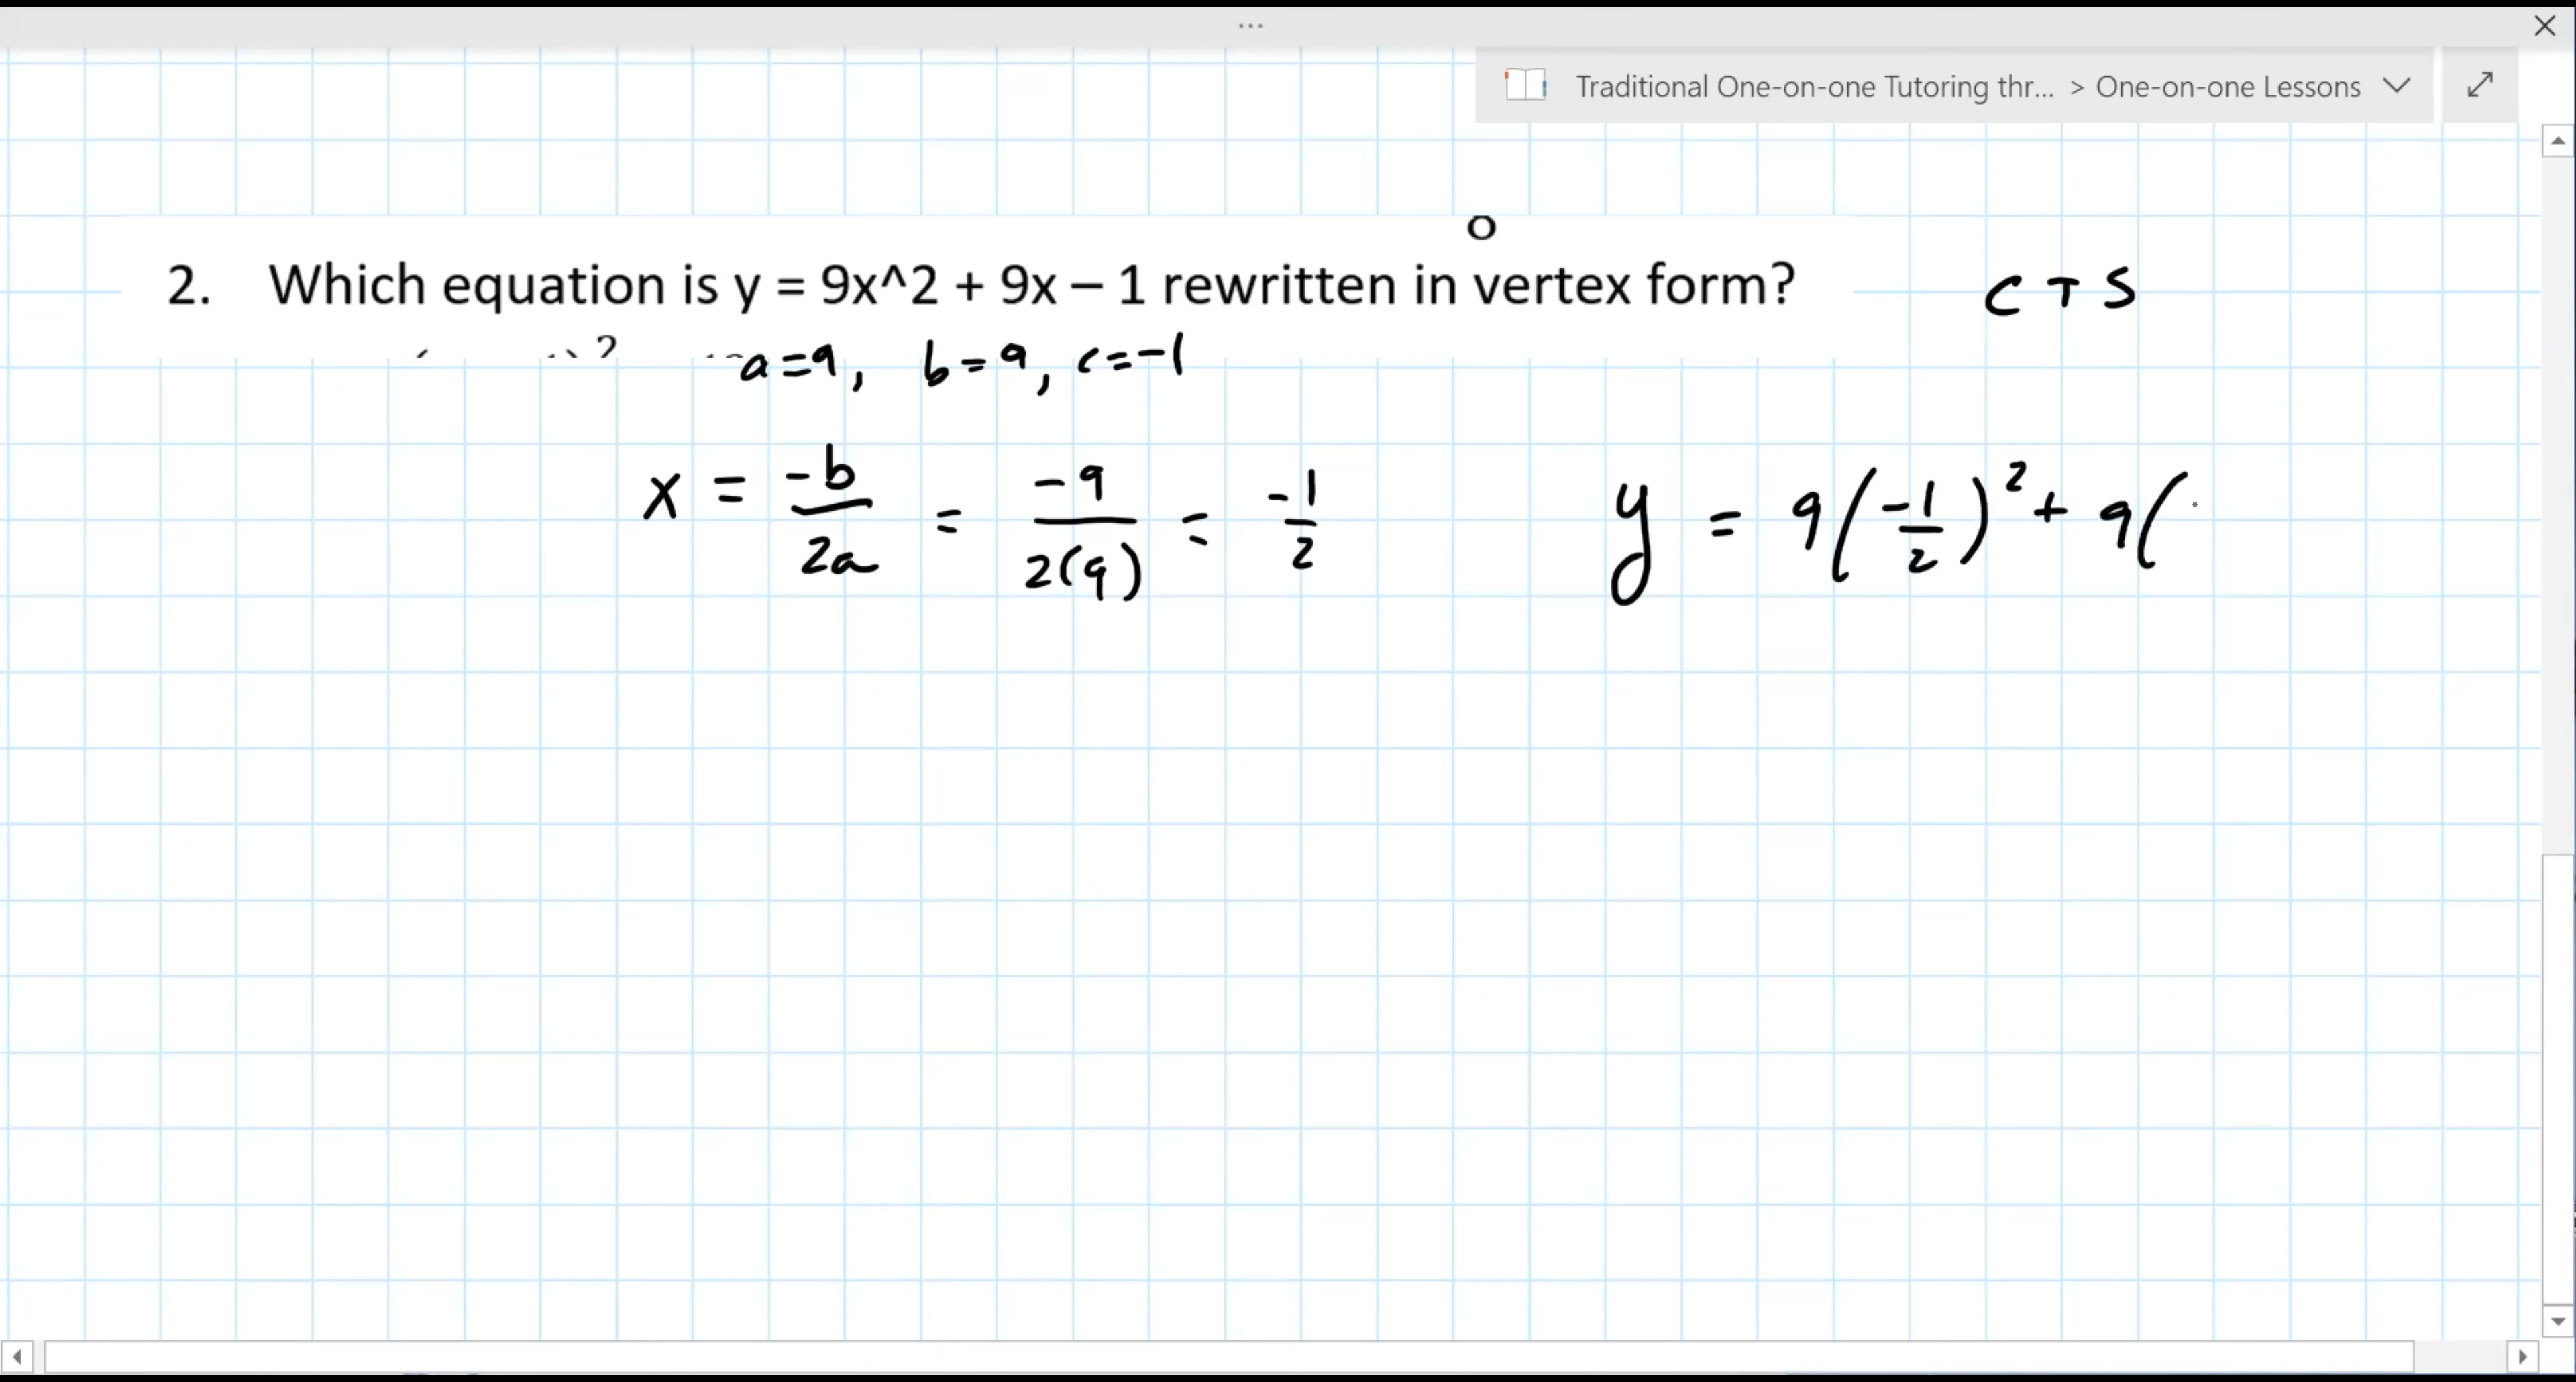 ...
Traditional One-on-one Tutoring thr... > One-on-one Lessons
2. Which equation is y = 9x^2 + 9x – 1 rewritten in vertex form?
C T S
a = 9, b = 9, c = -1
x = -b/2a = -9/2(9) = -1/2
y = 9(-1/2)² + 9(